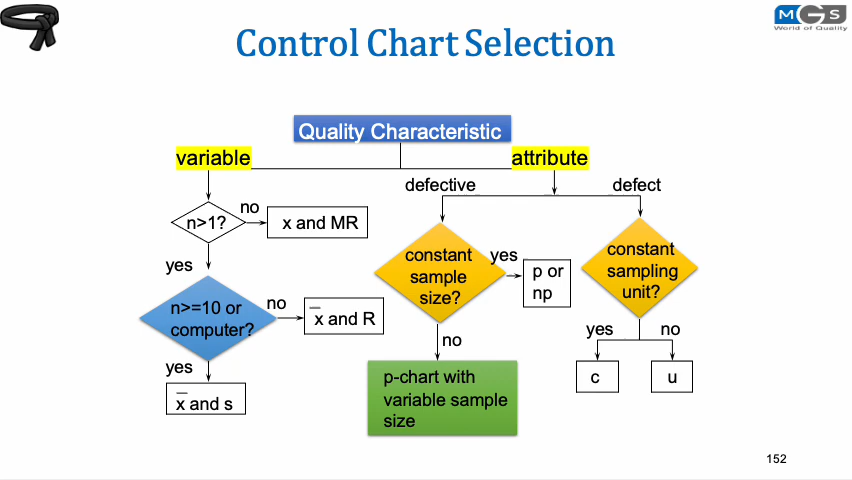 MGS
World of Quality
Control Chart Selection
Quality Characteristic
variable
attribute
defective
defect
n>1?
no
x and MR
yes
constant
sample
size?
yes
p or
np
constant
sampling
unit?
n>=10 or
computer?
no
x̅ and R
yes
x̅ and s
no
p-chart with
variable sample
size
yes
no
c
u
152